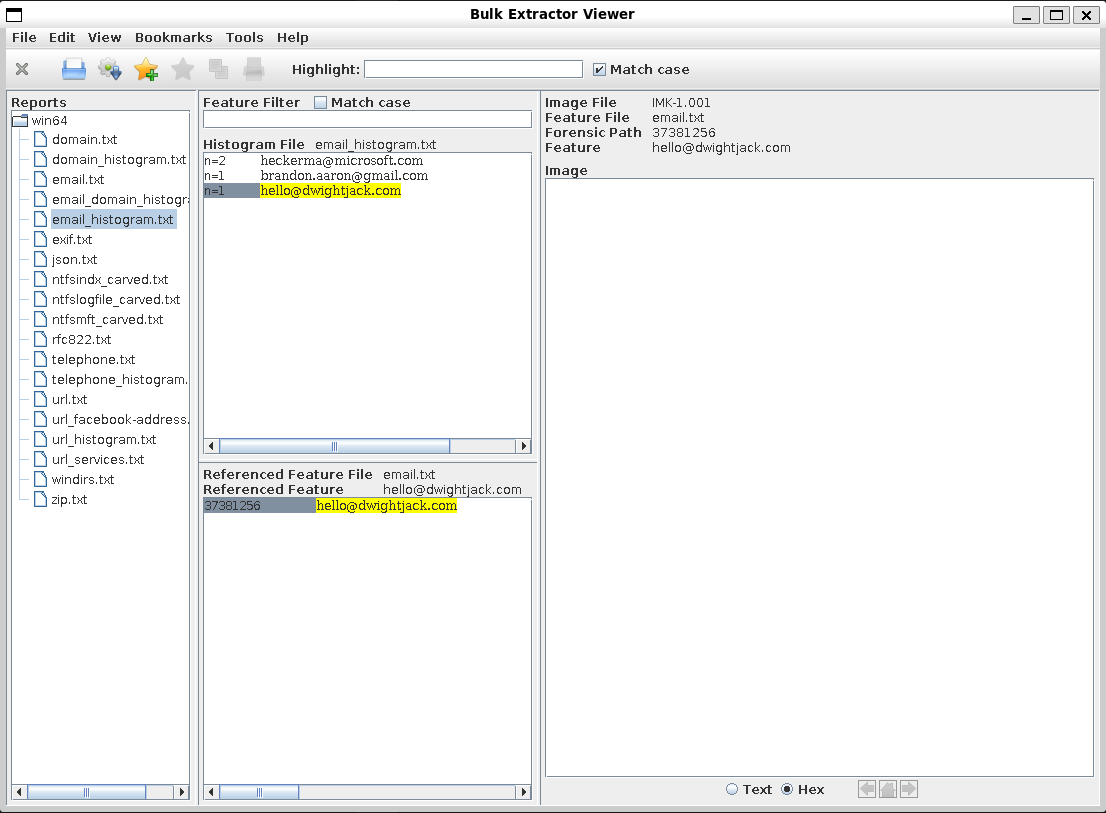 Bulk Extractor Viewer
File Edit View Bookmarks Tools Help
Highlight: Match case
Reports
win64
domain.txt
domain_histogram.txt
email.txt
email_domain_histogr
email_histogram.txt
exif.txt
json.txt
ntfsindx_carved.txt
ntfslogfile_carved.txt
ntfsmft_carved.txt
rfc822.txt
telephone.txt
telephone_histogram.
url.txt
url_facebook-address.
url_histogram.txt
url_services.txt
windirs.txt
zip.txt
Feature Filter Match case
Histogram File email_histogram.txt
n=2 heckerma@microsoft.com
n=1 brandon.aaron@gmail.com
n=1 hello@dwightjack.com
Referenced Feature File email.txt
Referenced Feature hello@dwightjack.com
37381256 hello@dwightjack.com
Image File IMK-1.001
Feature File email.txt
Forensic Path 37381256
Feature hello@dwightjack.com
Image
Text Hex